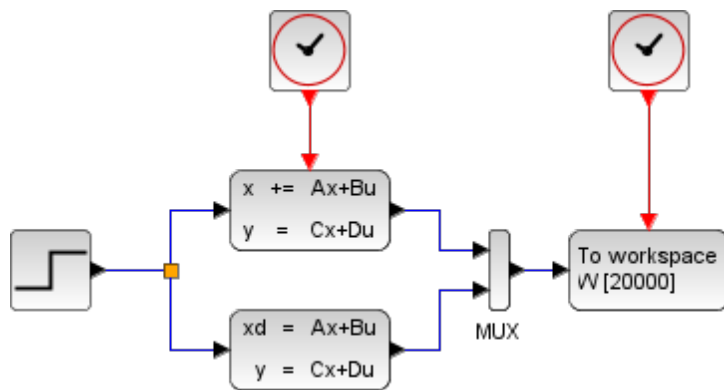 x += Ax+Bu
y = Cx+Du
xd = Ax+Bu
y = Cx+Du
MUX
To workspace
W [20000]